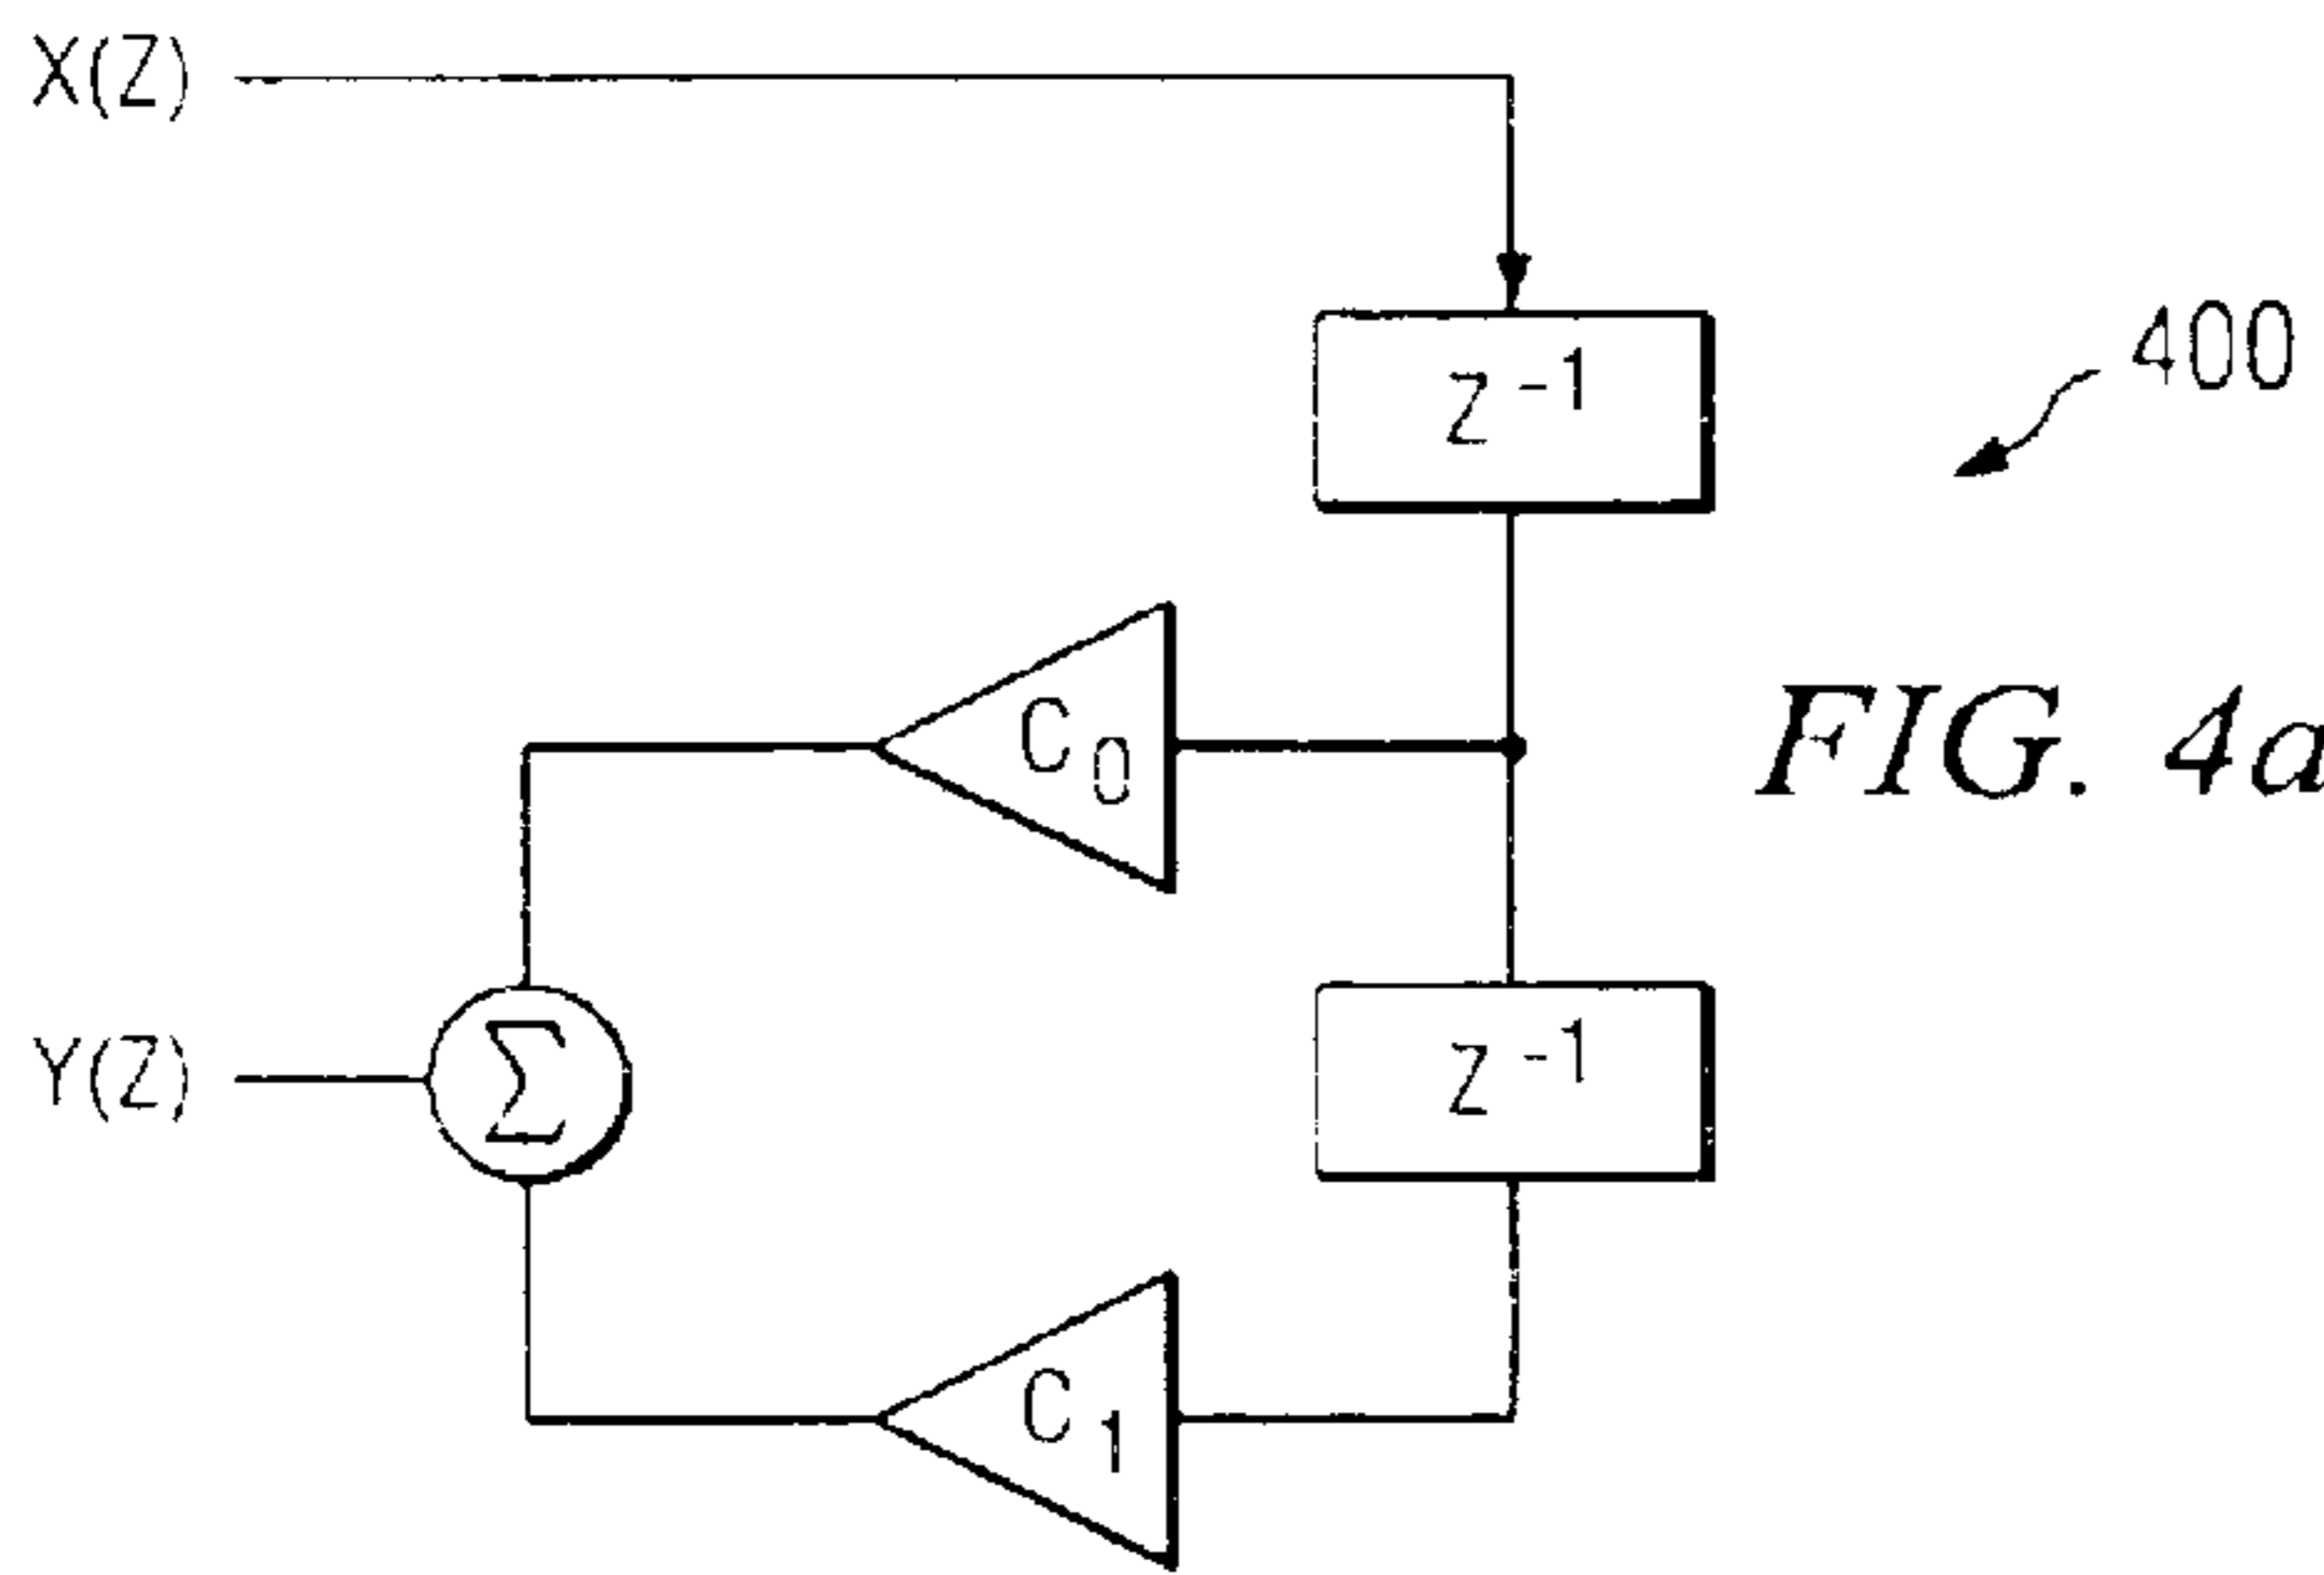 X(Z)
Z⁻¹
400
C₀
FIG. 4a
Y(Z)
Σ
Z⁻¹
C₁